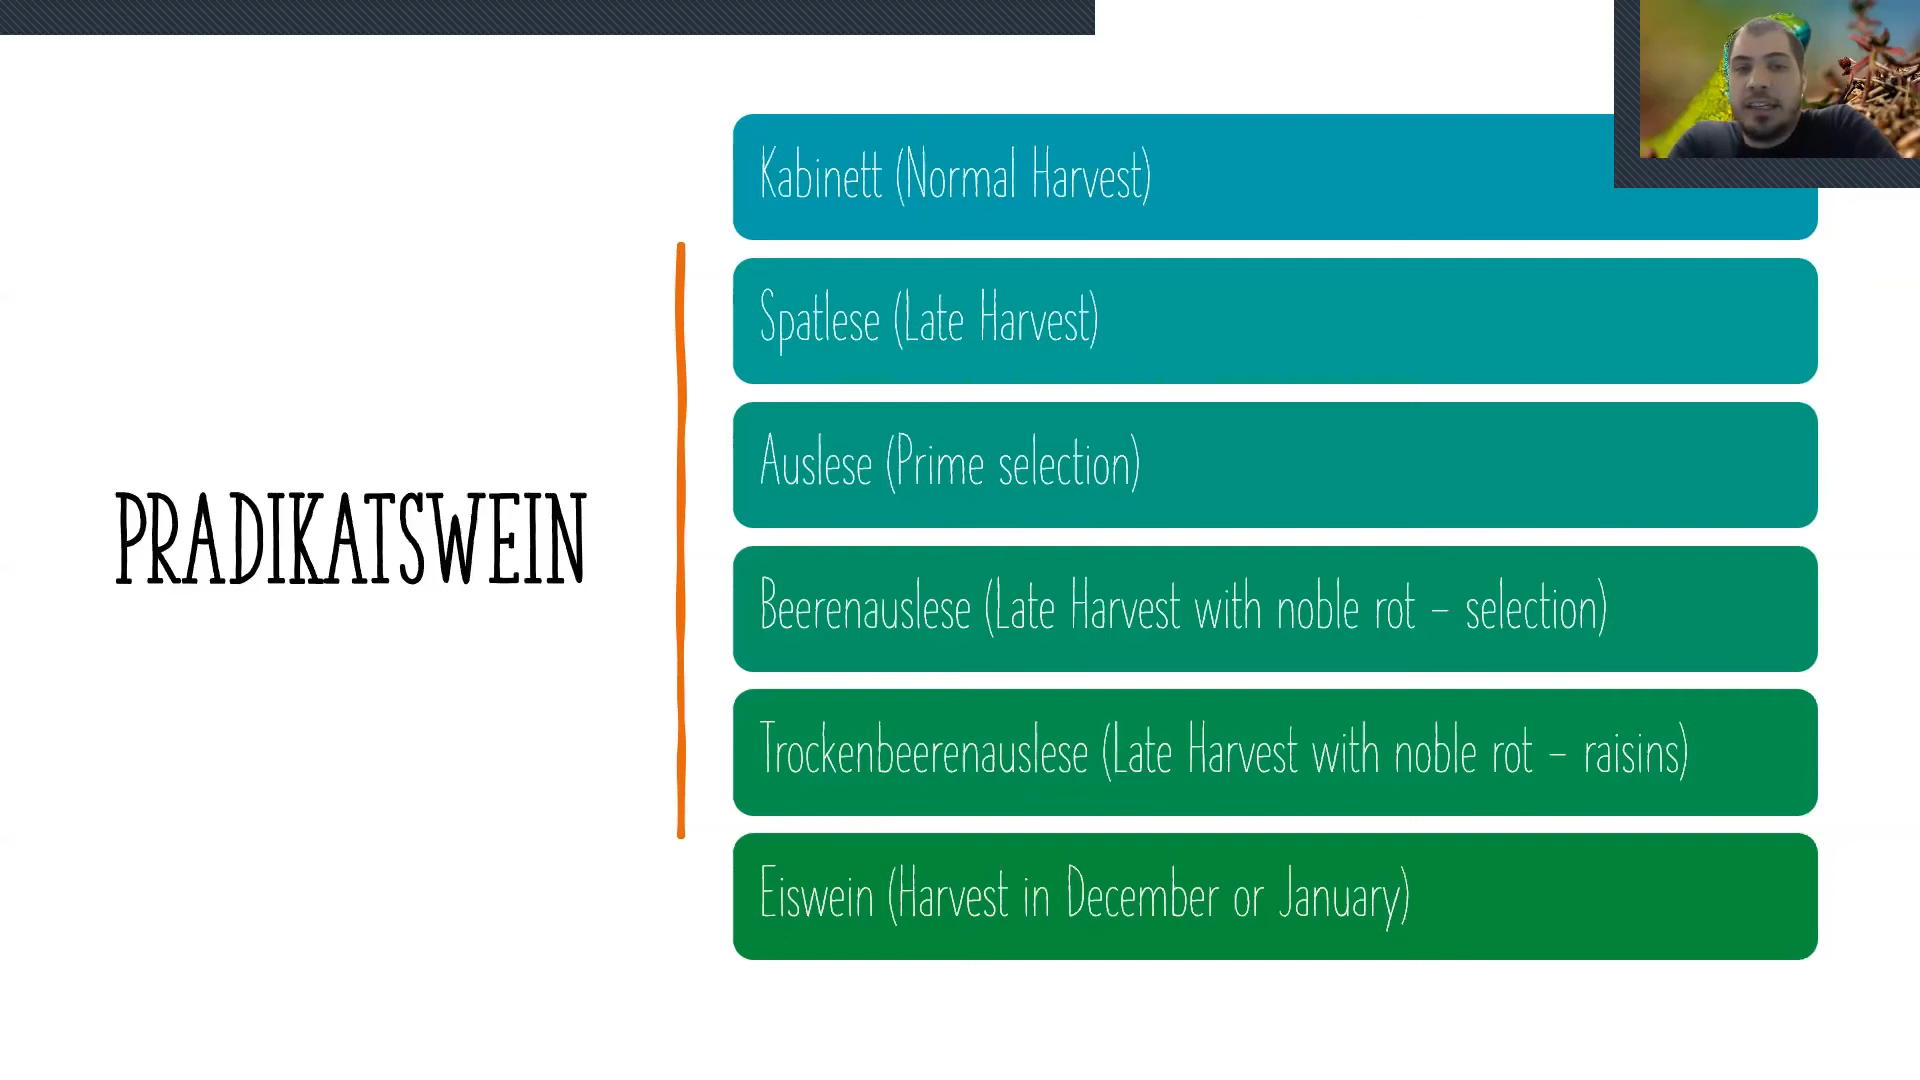 PRADIKATSWEIN
Kabinett (Normal Harvest)
Spatlese (Late Harvest)
Auslese (Prime selection)
Beerenauslese (Late Harvest with noble rot – selection)
Trockenbeerenauslese (Late Harvest with noble rot – raisins)
Eiswein (Harvest in December or January)